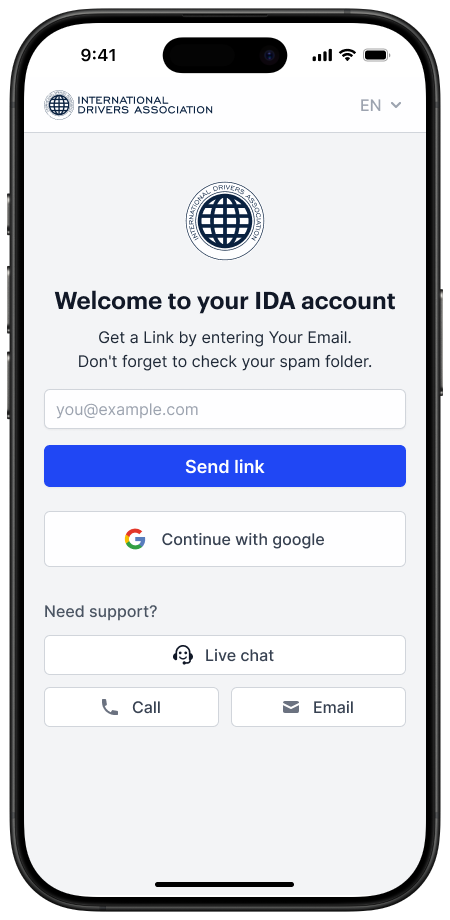 9:41
INTERNATIONAL
DRIVERS ASSOCIATION
EN
INTERNATIONAL DRIVERS ASSOCIATION
Welcome to your IDA account
Get a Link by entering Your Email.
Don't forget to check your spam folder.
you@example.com
Send link
Continue with google
Need support?
Live chat
Call
Email